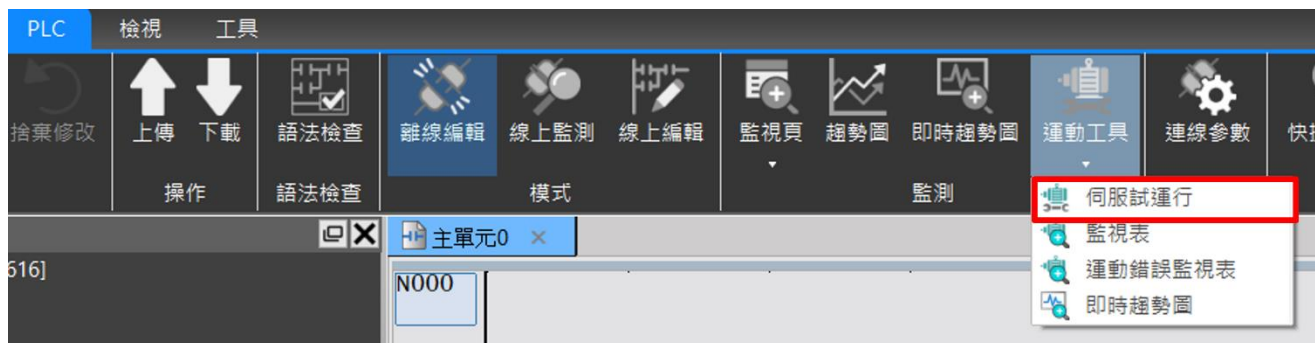 PLC 檢視 工具
捨棄修改 上傳 下載 語法檢查 離線編輯 線上監測 線上編輯 監視頁 趨勢圖 即時趨勢圖 運動工具 連線參數
操作 語法檢查 模式 監測
伺服試運行
監視表
運動錯誤監視表
即時趨勢圖
主單元0
616]
N000